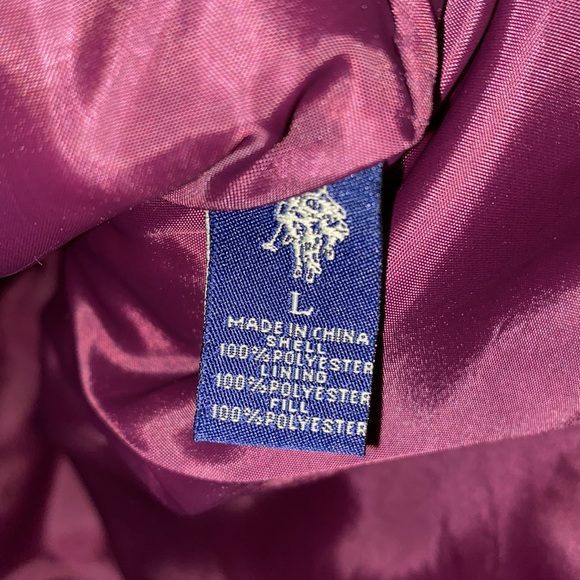 L
MADE IN CHINA
SHELL
100%POLYESTER
LINING
100%POLYESTER
FILL
100%POLYESTER